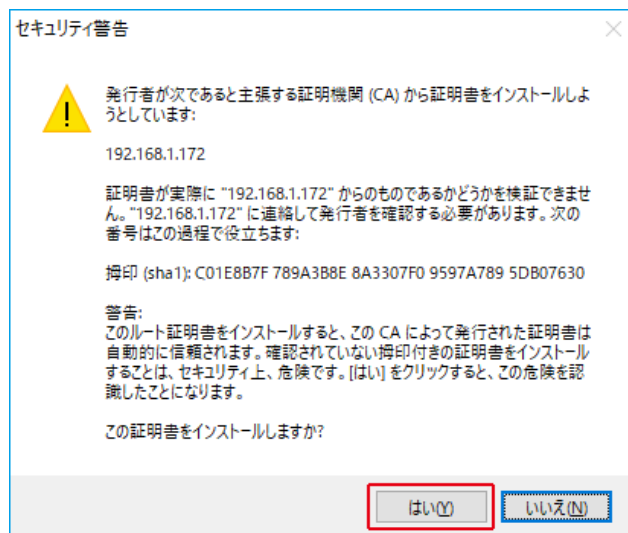 セキュリティ警告
発行者が次であると主張する証明機関 (CA) から証明書をインストールしよ
うとしています:
192.168.1.172
証明書が実際に "192.168.1.172" からのものであるかどうかを検証できませ
ん。"192.168.1.172" に連絡して発行者を確認する必要があります。次の
番号はこの過程で役立ちます:
拇印 (sha1): C01E8B7F 789A3B8E 8A3307F0 9597A789 5DB07630
警告:
このルート証明書をインストールすると、この CA によって発行された証明書は
自動的に信頼されます。確認されていない拇印付きの証明書をインストール
することは、セキュリティ上、危険です。[はい] をクリックすると、この危険を認
識したことになります。
この証明書をインストールしますか?
はい(Y)
いいえ(N)